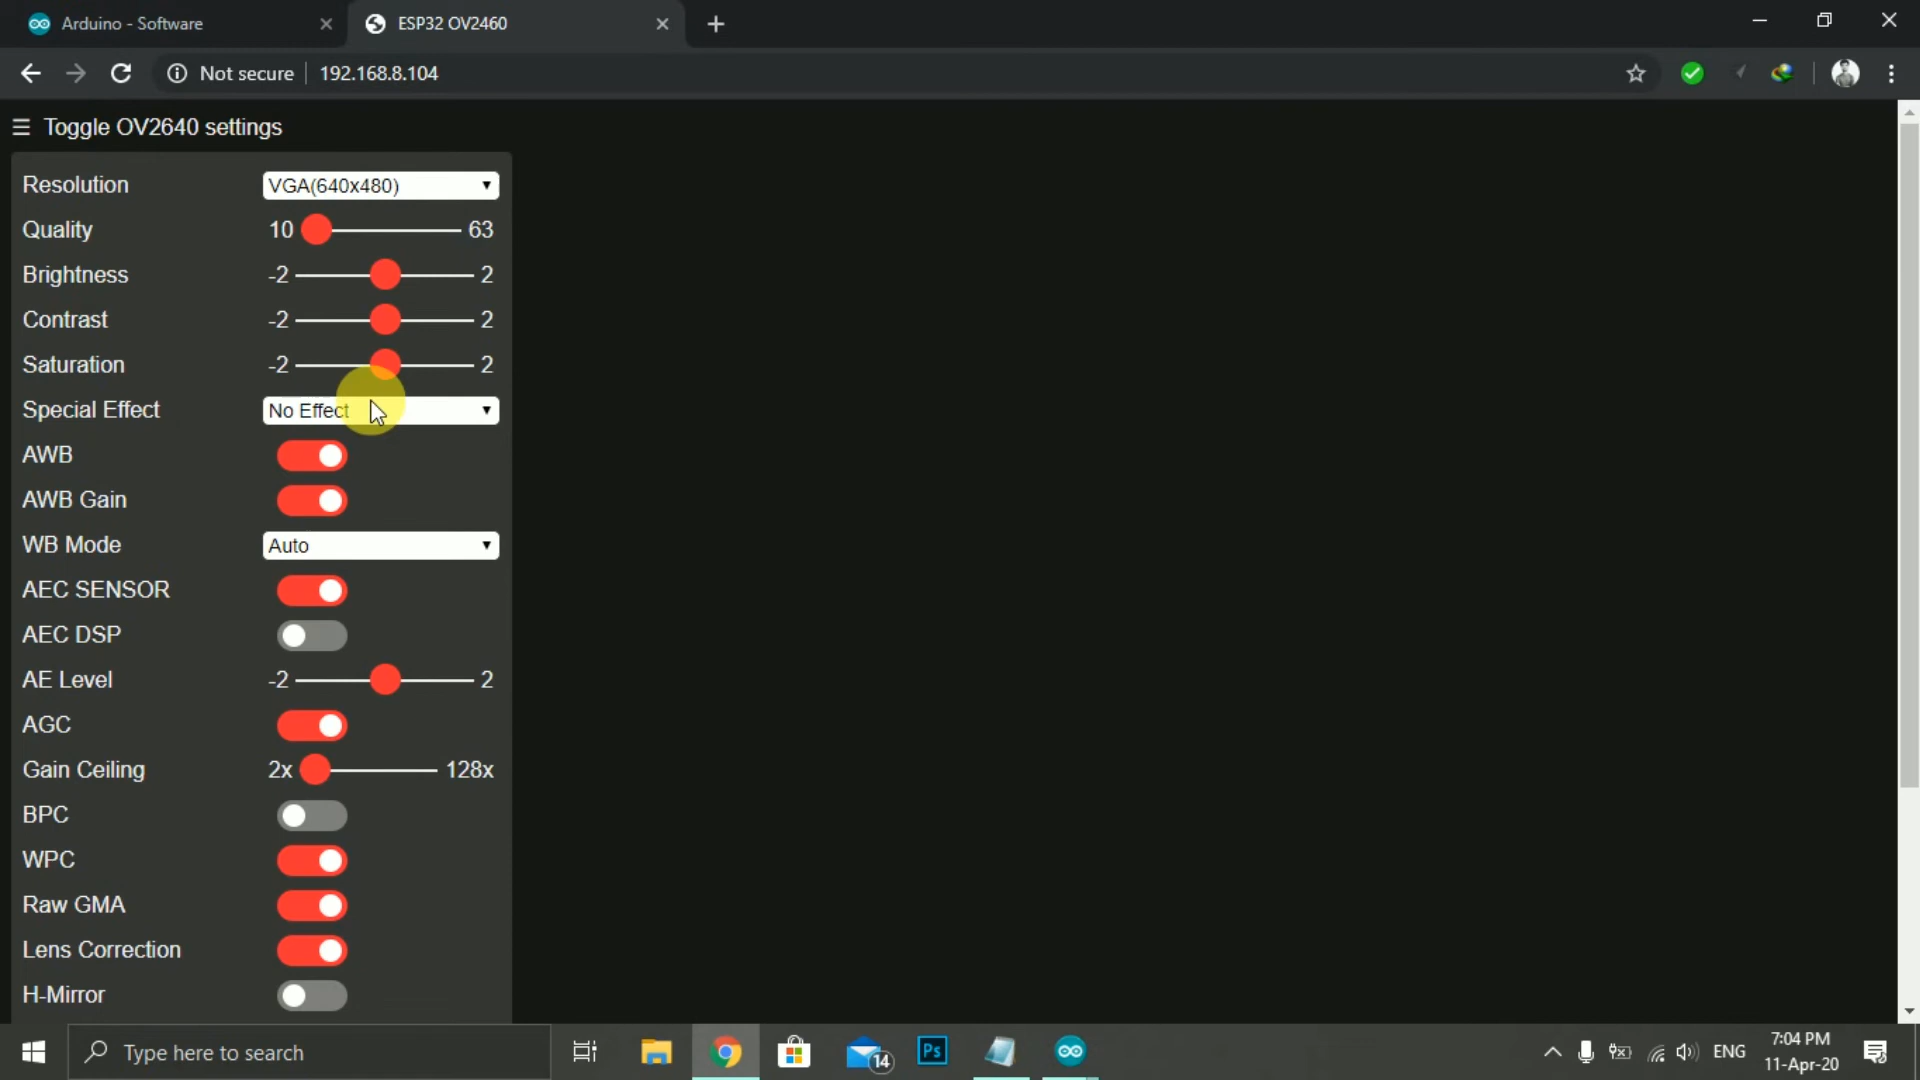 Arduino - Software
ESP32 OV2460
Not secure
192.168.8.104
☰ Toggle OV2640 settings
Resolution VGA(640x480)
Quality 10 63
Brightness -2 2
Contrast -2 2
Saturation -2 2
Special Effect No Effect
AWB
AWB Gain
WB Mode Auto
AEC SENSOR
AEC DSP
AE Level -2 2
AGC
Gain Ceiling 2x 128x
BPC
WPC
Raw GMA
Lens Correction
H-Mirror
Type here to search
14
Ps
ENG
7:04 PM
11-Apr-20